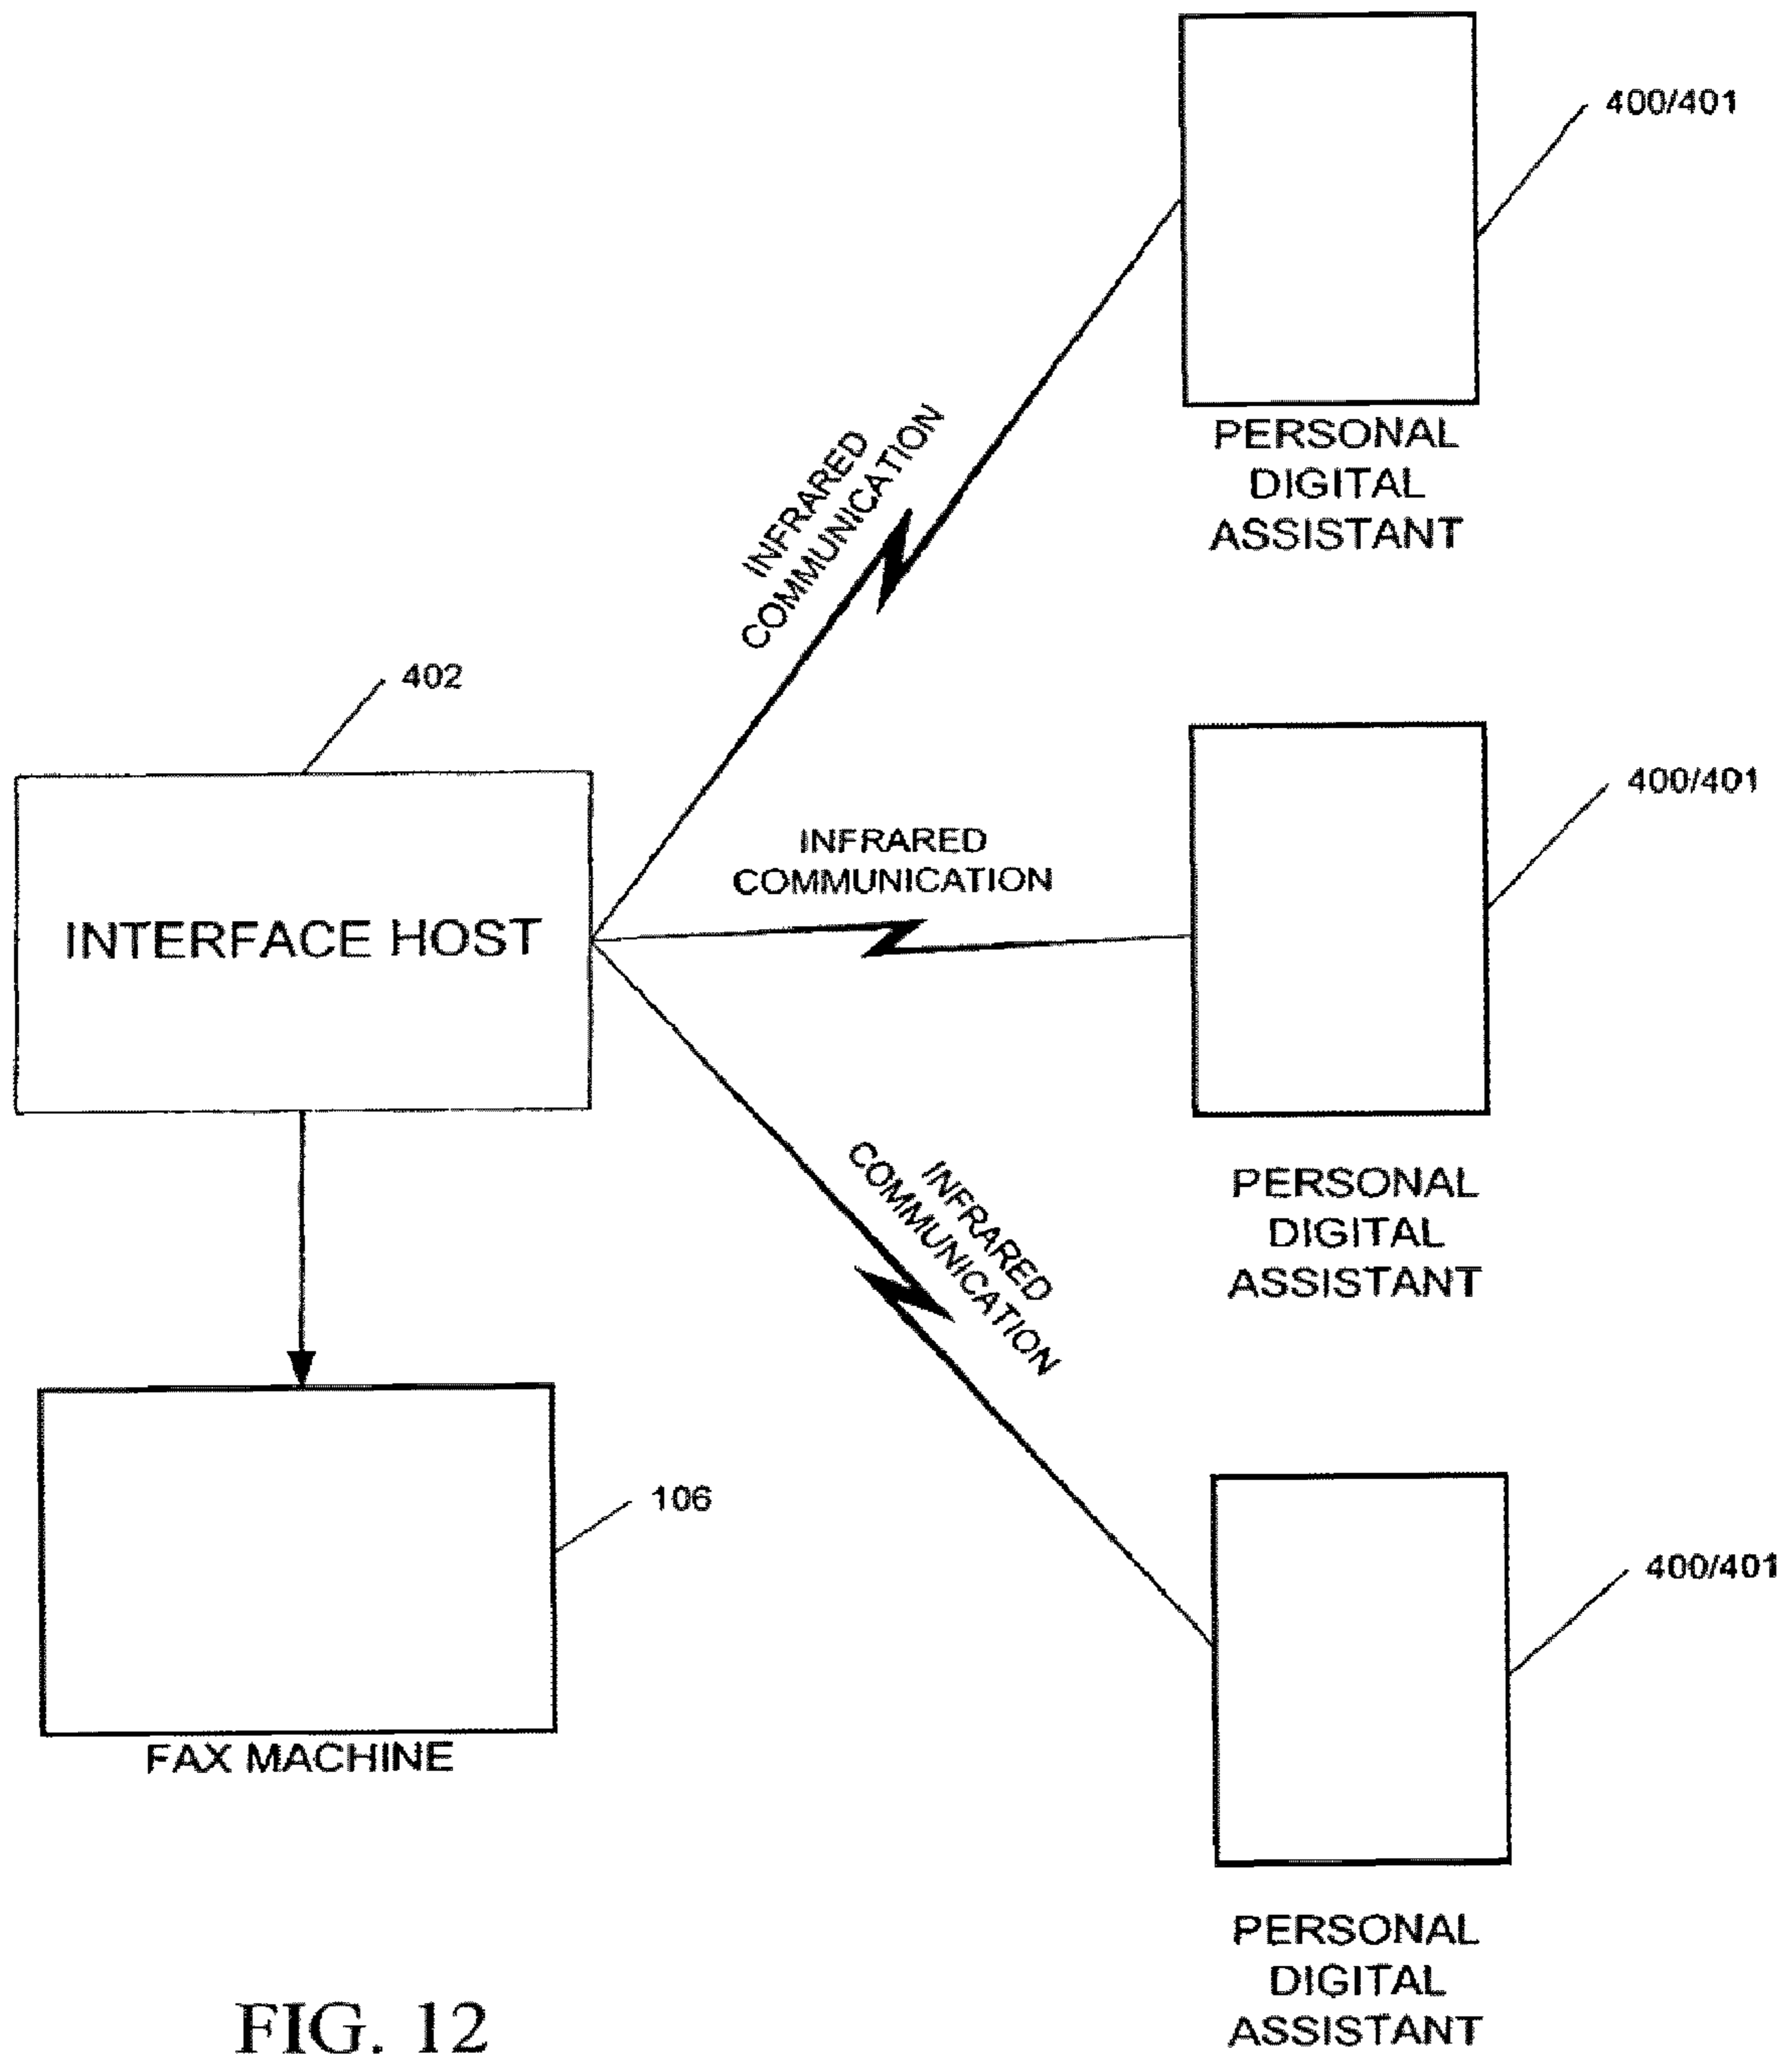 400/401
PERSONAL
DIGITAL
ASSISTANT
INFRARED
COMMUNICATION
402
INTERFACE HOST
INFRARED
COMMUNICATION
400/401
PERSONAL
DIGITAL
ASSISTANT
INFRARED
COMMUNICATION
106
FAX MACHINE
400/401
PERSONAL
DIGITAL
ASSISTANT
FIG. 12